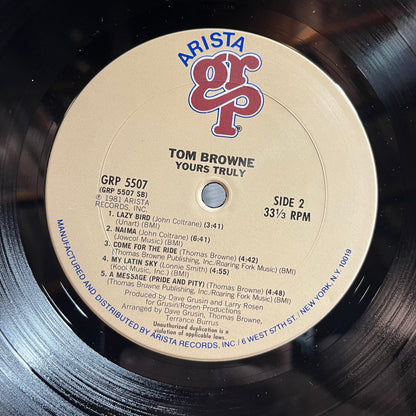 ARISTA
grp
TOM BROWNE
YOURS TRULY
GRP 5507
(GRP 5507 SB)
℗ 1981 ARISTA
RECORDS, INC.
SIDE 2
33⅓ RPM
1. LAZY BIRD (John Coltrane) (3:41)
(Unart) (BMI)
2. NAIMA (John Coltrane) (6:41)
(Jowcol Music) (BMI)
3. COME FOR THE RIDE (Thomas Browne) (4:42)
(Thomas Browne Publishing, Inc./Roaring Fork Music) (BMI)
4. MY LATIN SKY (Lonnie Smith) (4:55)
(Kool Music, Inc.) (BMI)
5. A MESSAGE (PRIDE AND PITY) (Thomas Browne) (4:48)
(Thomas Browne Publishing, Inc./Roaring Fork Music) (BMI)
Produced by Dave Grusin and Larry Rosen
for Grusin/Rosen Productions
Arranged by Dave Grusin, Thomas Browne,
Terrance Burrus
Unauthorized duplication is a
violation of applicable laws.
MANUFACTURED AND DISTRIBUTED BY ARISTA RECORDS, INC / 6 WEST 57TH ST. / NEW YORK, N.Y. 10019